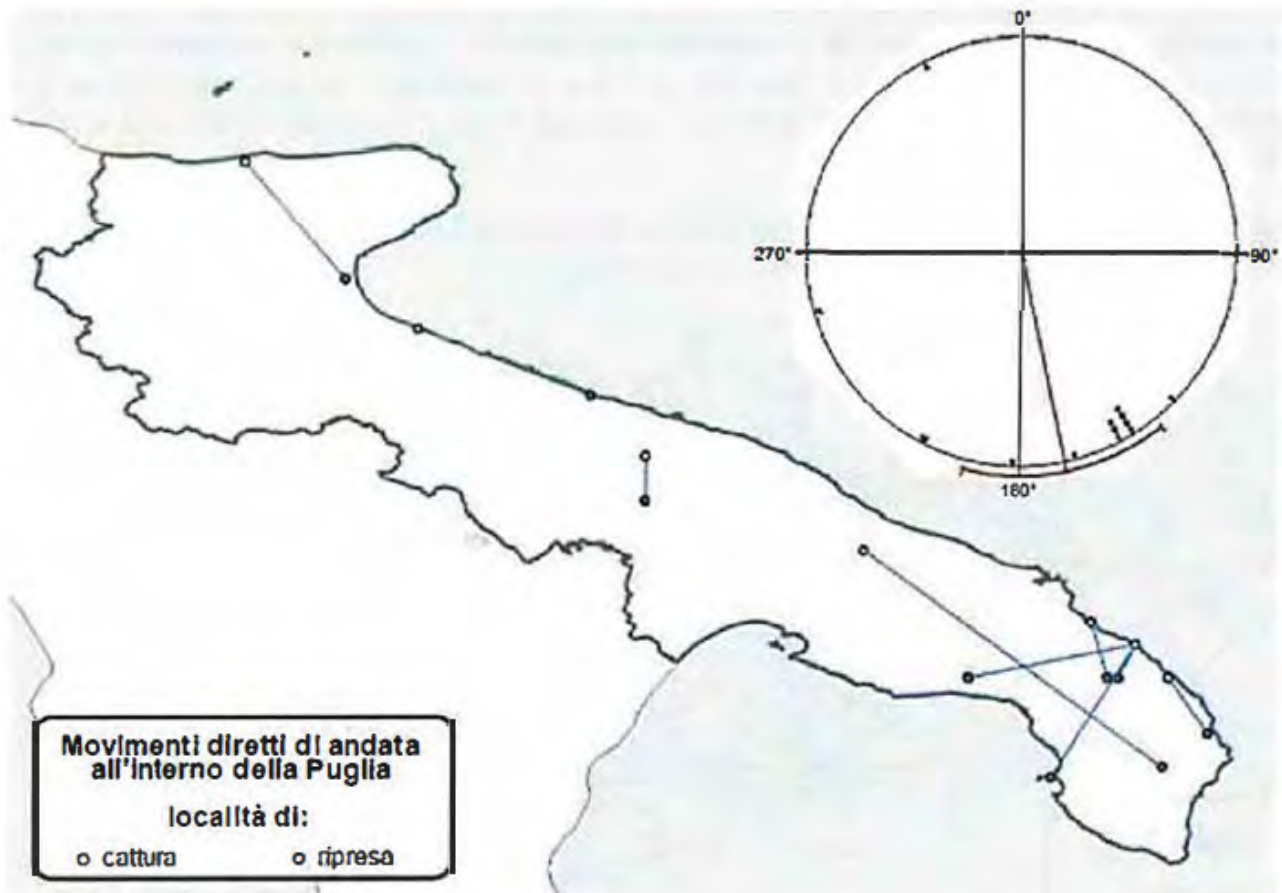 0°
270°
90°
180°
Movimenti diretti di andata
all'interno della Puglia
località di:
o cattura o ripresa